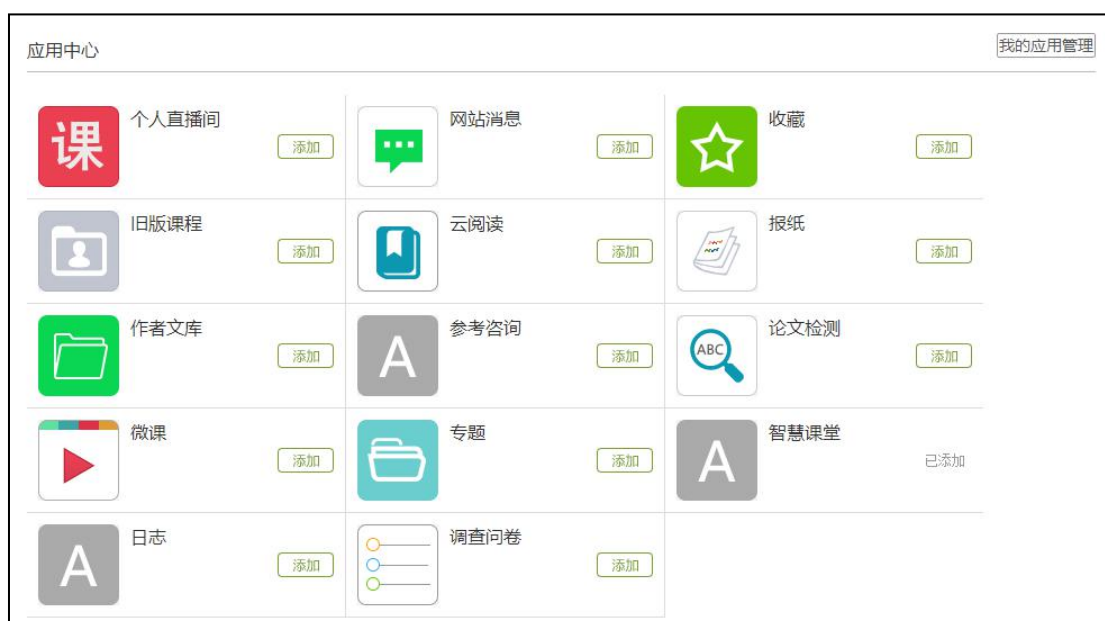 应用中心
我的应用管理
课
个人直播间
添加
网站消息
添加
收藏
添加
旧版课程
添加
云阅读
添加
报纸
添加
作者文库
添加
A
参考咨询
添加
ABC
论文检测
添加
微课
添加
专题
添加
A
智慧课堂
已添加
A
日志
添加
调查问卷
添加